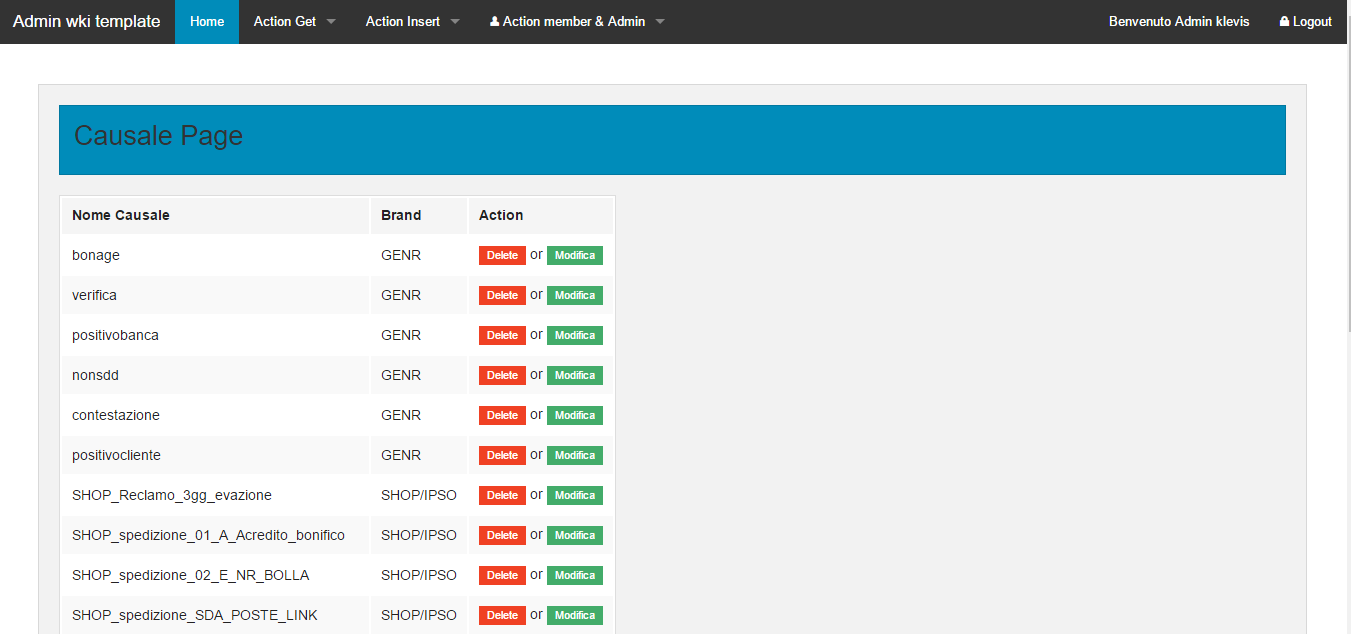 Admin wki template Home Action Get Action Insert Action member & Admin Benvenuto Admin klevis Logout
Causale Page
Nome Causale Brand Action
bonage GENR Delete or Modifica
verifica GENR Delete or Modifica
positivobanca GENR Delete or Modifica
nonsdd GENR Delete or Modifica
contestazione GENR Delete or Modifica
positivocliente GENR Delete or Modifica
SHOP_Reclamo_3gg_evazione SHOP/IPSO Delete or Modifica
SHOP_spedizione_01_A_Acredito_bonifico SHOP/IPSO Delete or Modifica
SHOP_spedizione_02_E_NR_BOLLA SHOP/IPSO Delete or Modifica
SHOP_spedizione_SDA_POSTE_LINK SHOP/IPSO Delete or Modifica